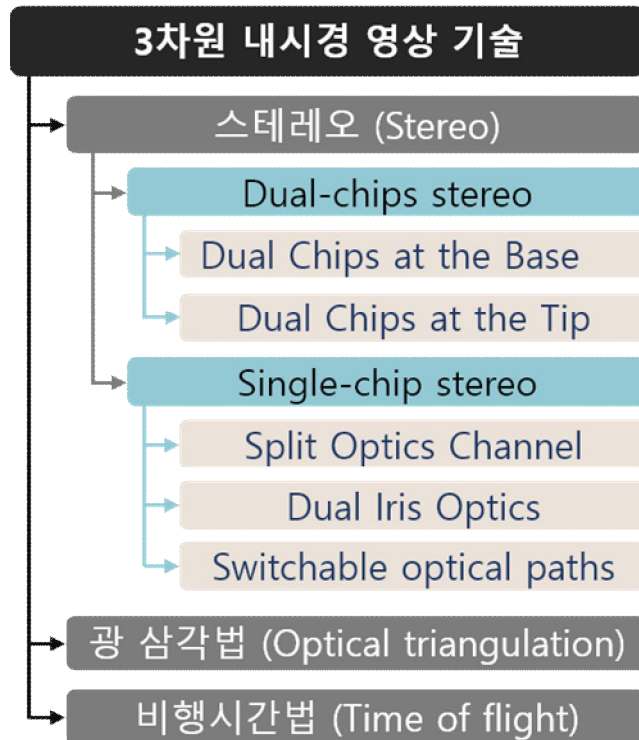 3차원 내시경 영상 기술
스테레오 (Stereo)
Dual-chips stereo
Dual Chips at the Base
Dual Chips at the Tip
Single-chip stereo
Split Optics Channel
Dual Iris Optics
Switchable optical paths
광 삼각법 (Optical triangulation)
비행시간법 (Time of flight)